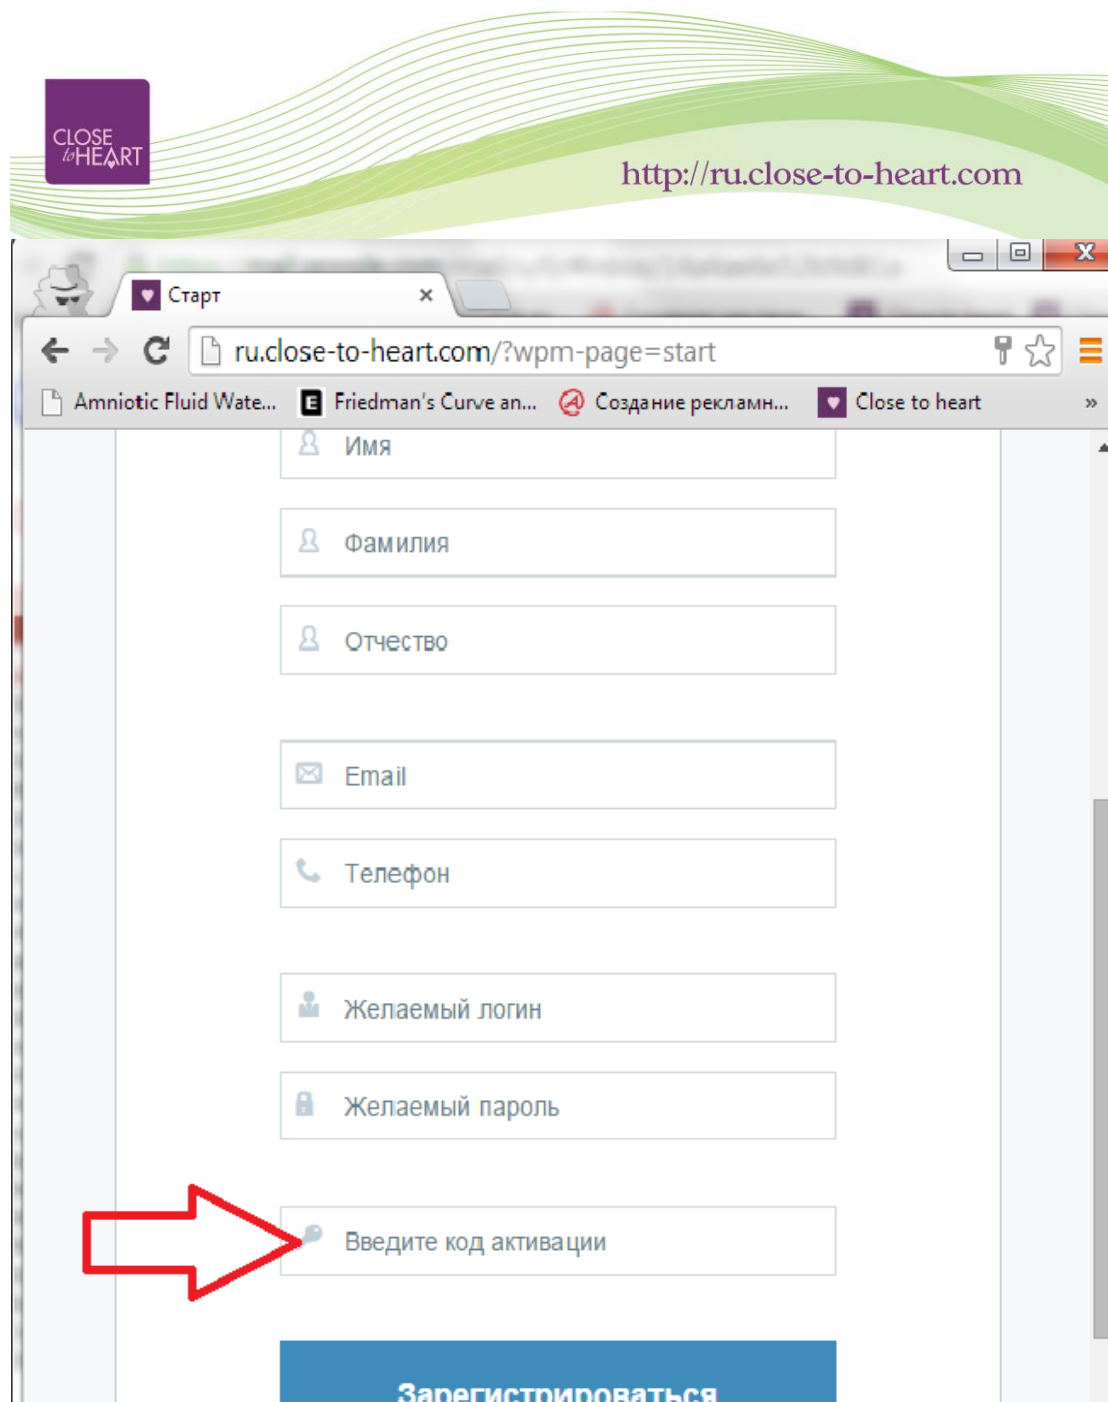 CLOSE
to HEART
http://ru.close-to-heart.com
Старт
ru.close-to-heart.com/?wpm-page=start
Amniotic Fluid Wate... Friedman's Curve an... Создание рекламн... Close to heart »
Имя
Фамилия
Отчество
Email
Телефон
Желаемый логин
Желаемый пароль
Введите код активации
Зарегистрироваться